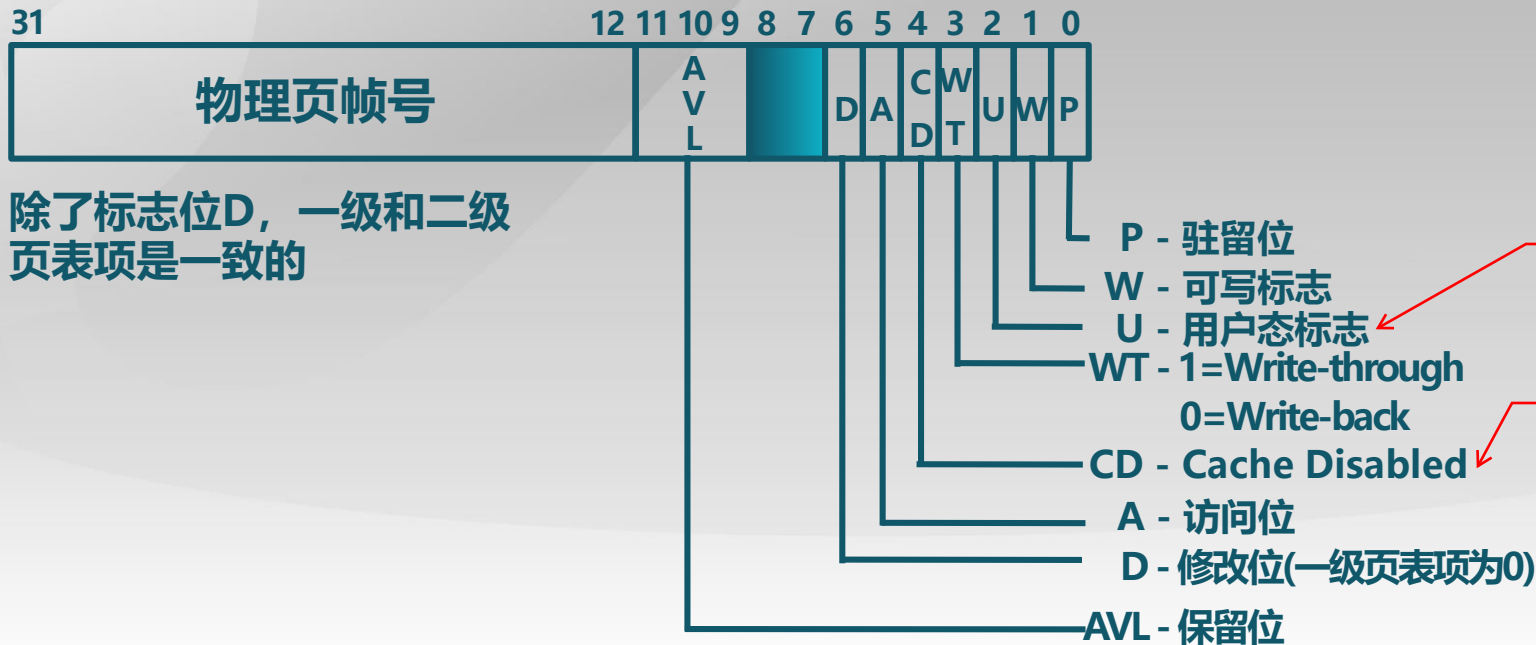 31 12 11 10 9 8 7 6 5 4 3 2 1 0
物理页帧号 AVL D A CD WT U W P
除了标志位D，一级和二级
页表项是一致的
P - 驻留位
W - 可写标志
U - 用户态标志
WT - 1=Write-through
0=Write-back
CD - Cache Disabled
A - 访问位
D - 修改位(一级页表项为0)
AVL - 保留位